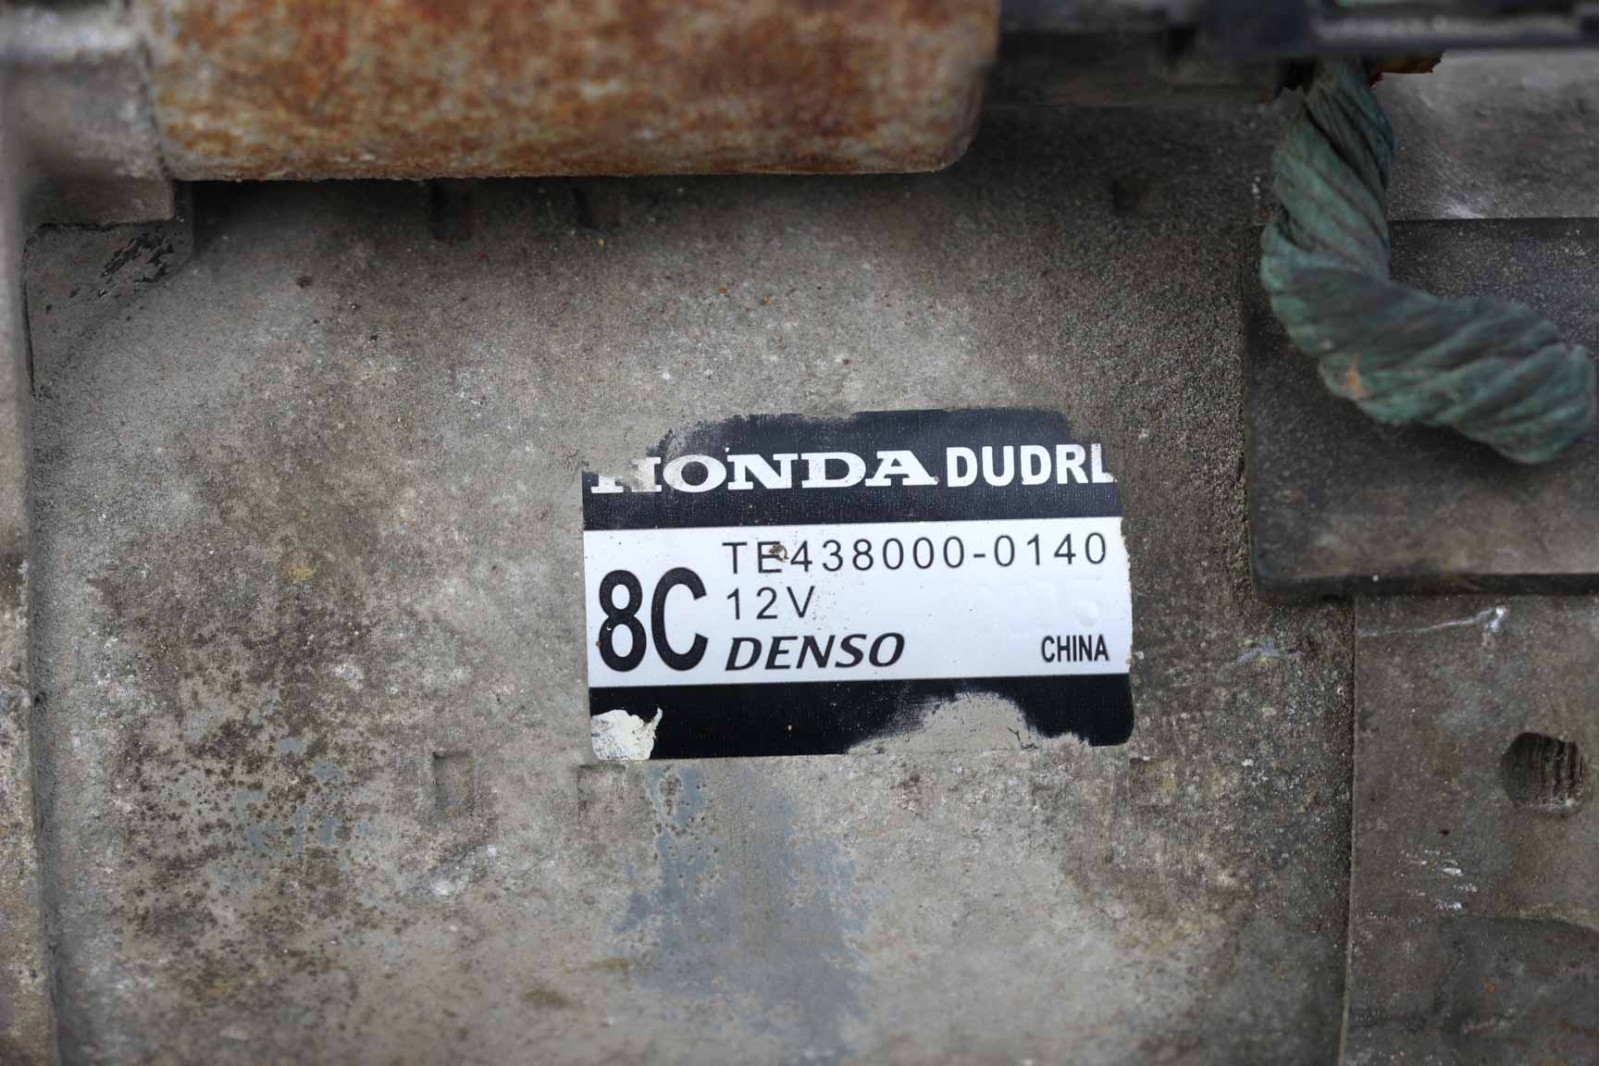 HONDA DUDRL
TE438000-0140
8C
12V
DENSO
CHINA